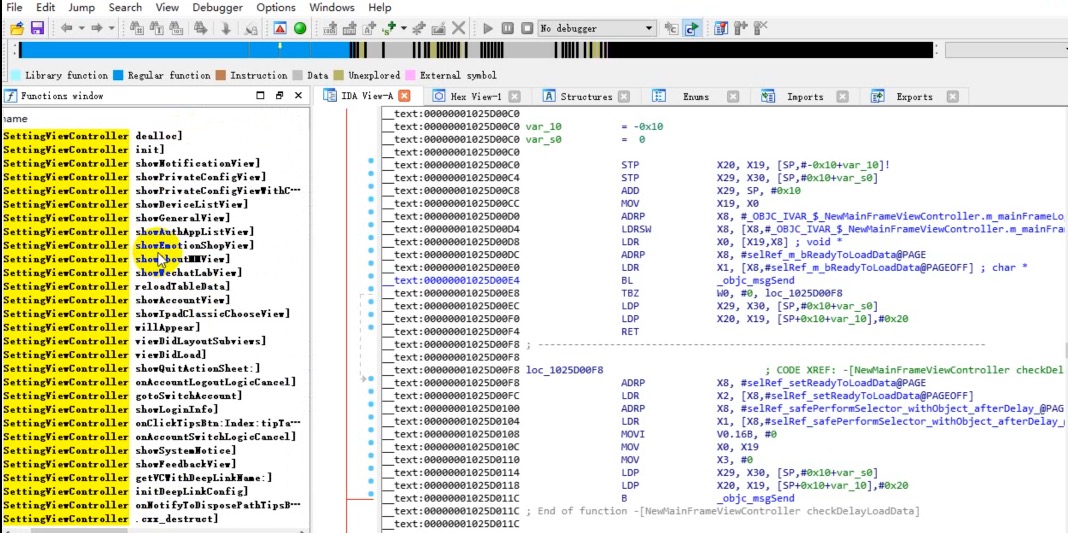 File Edit Jump Search View Debugger Options Windows Help
No debugger
Library function Regular function Instruction Data Unexplored External symbol
Functions window
IDA View-A Hex View-1 Structures Enums Imports Exports
name
SettingViewController dealloc]
SettingViewController init]
SettingViewController showNotificationView]
SettingViewController showPrivateConfigView]
SettingViewController showPrivateConfigViewWithC…
SettingViewController showDeviceListView]
SettingViewController showGeneralView]
SettingViewController showAuthAppListView]
SettingViewController showEmotionShopView]
SettingViewController showAboutMMView]
SettingViewController showWechatLabView]
SettingViewController reloadTableData]
SettingViewController showAccountView]
SettingViewController showIpadClassicChooseView]
SettingViewController willAppear]
SettingViewController viewDidLayoutSubviews]
SettingViewController viewDidLoad]
SettingViewController showQuitActionSheet:]
SettingViewController onAccountLogoutLogicCancel]
SettingViewController gotoSwitchAccount]
SettingViewController showLoginInfo]
SettingViewController onClickTipsBtn:Index:tipTa…
SettingViewController onAccountSwitchLogicCancel]
SettingViewController showSystemNotice]
SettingViewController showFeedbackView]
SettingViewController getVCWithDeepLinkName:]
SettingViewController initDeepLinkConfig]
SettingViewController onNotifyToDisposePathTipsB…
SettingViewController .cxx_destruct]
__text:00000001025D00C0
__text:00000001025D00C0 var_10 = -0x10
__text:00000001025D00C0 var_s0 = 0
__text:00000001025D00C0
__text:00000001025D00C0 STP X20, X19, [SP,#-0x10+var_10]!
__text:00000001025D00C4 STP X29, X30, [SP,#0x10+var_s0]
__text:00000001025D00C8 ADD X29, SP, #0x10
__text:00000001025D00CC MOV X19, X0
__text:00000001025D00D0 ADRP X8, #_OBJC_IVAR_$_NewMainFrameViewController.m_mainFrameLo
__text:00000001025D00D4 LDRSW X8, [X8,#_OBJC_IVAR_$_NewMainFrameViewController.m_mainFra
__text:00000001025D00D8 LDR X0, [X19,X8] ; void *
__text:00000001025D00DC ADRP X8, #selRef_m_bReadyToLoadData@PAGE
__text:00000001025D00E0 LDR X1, [X8,#selRef_m_bReadyToLoadData@PAGEOFF] ; char *
__text:00000001025D00E4 BL _objc_msgSend
__text:00000001025D00E8 TBZ W0, #0, loc_1025D00F8
__text:00000001025D00EC LDP X29, X30, [SP,#0x10+var_s0]
__text:00000001025D00F0 LDP X20, X19, [SP+0x10+var_10],#0x20
__text:00000001025D00F4 RET
__text:00000001025D00F8 ; ---------------------------------------------------------------------------
__text:00000001025D00F8
__text:00000001025D00F8 loc_1025D00F8 ; CODE XREF: -[NewMainFrameViewController checkDel
__text:00000001025D00F8 ADRP X8, #selRef_setReadyToLoadData@PAGE
__text:00000001025D00FC LDR X2, [X8,#selRef_setReadyToLoadData@PAGEOFF]
__text:00000001025D0100 ADRP X8, #selRef_safePerformSelector_withObject_afterDelay_@PAG
__text:00000001025D0104 LDR X1, [X8,#selRef_safePerformSelector_withObject_afterDelay_
__text:00000001025D0108 MOVI V0.16B, #0
__text:00000001025D010C MOV X0, X19
__text:00000001025D0110 MOV X3, #0
__text:00000001025D0114 LDP X29, X30, [SP,#0x10+var_s0]
__text:00000001025D0118 LDP X20, X19, [SP+0x10+var_10],#0x20
__text:00000001025D011C B _objc_msgSend
__text:00000001025D011C ; End of function -[NewMainFrameViewController checkDelayLoadData]
__text:00000001025D011C